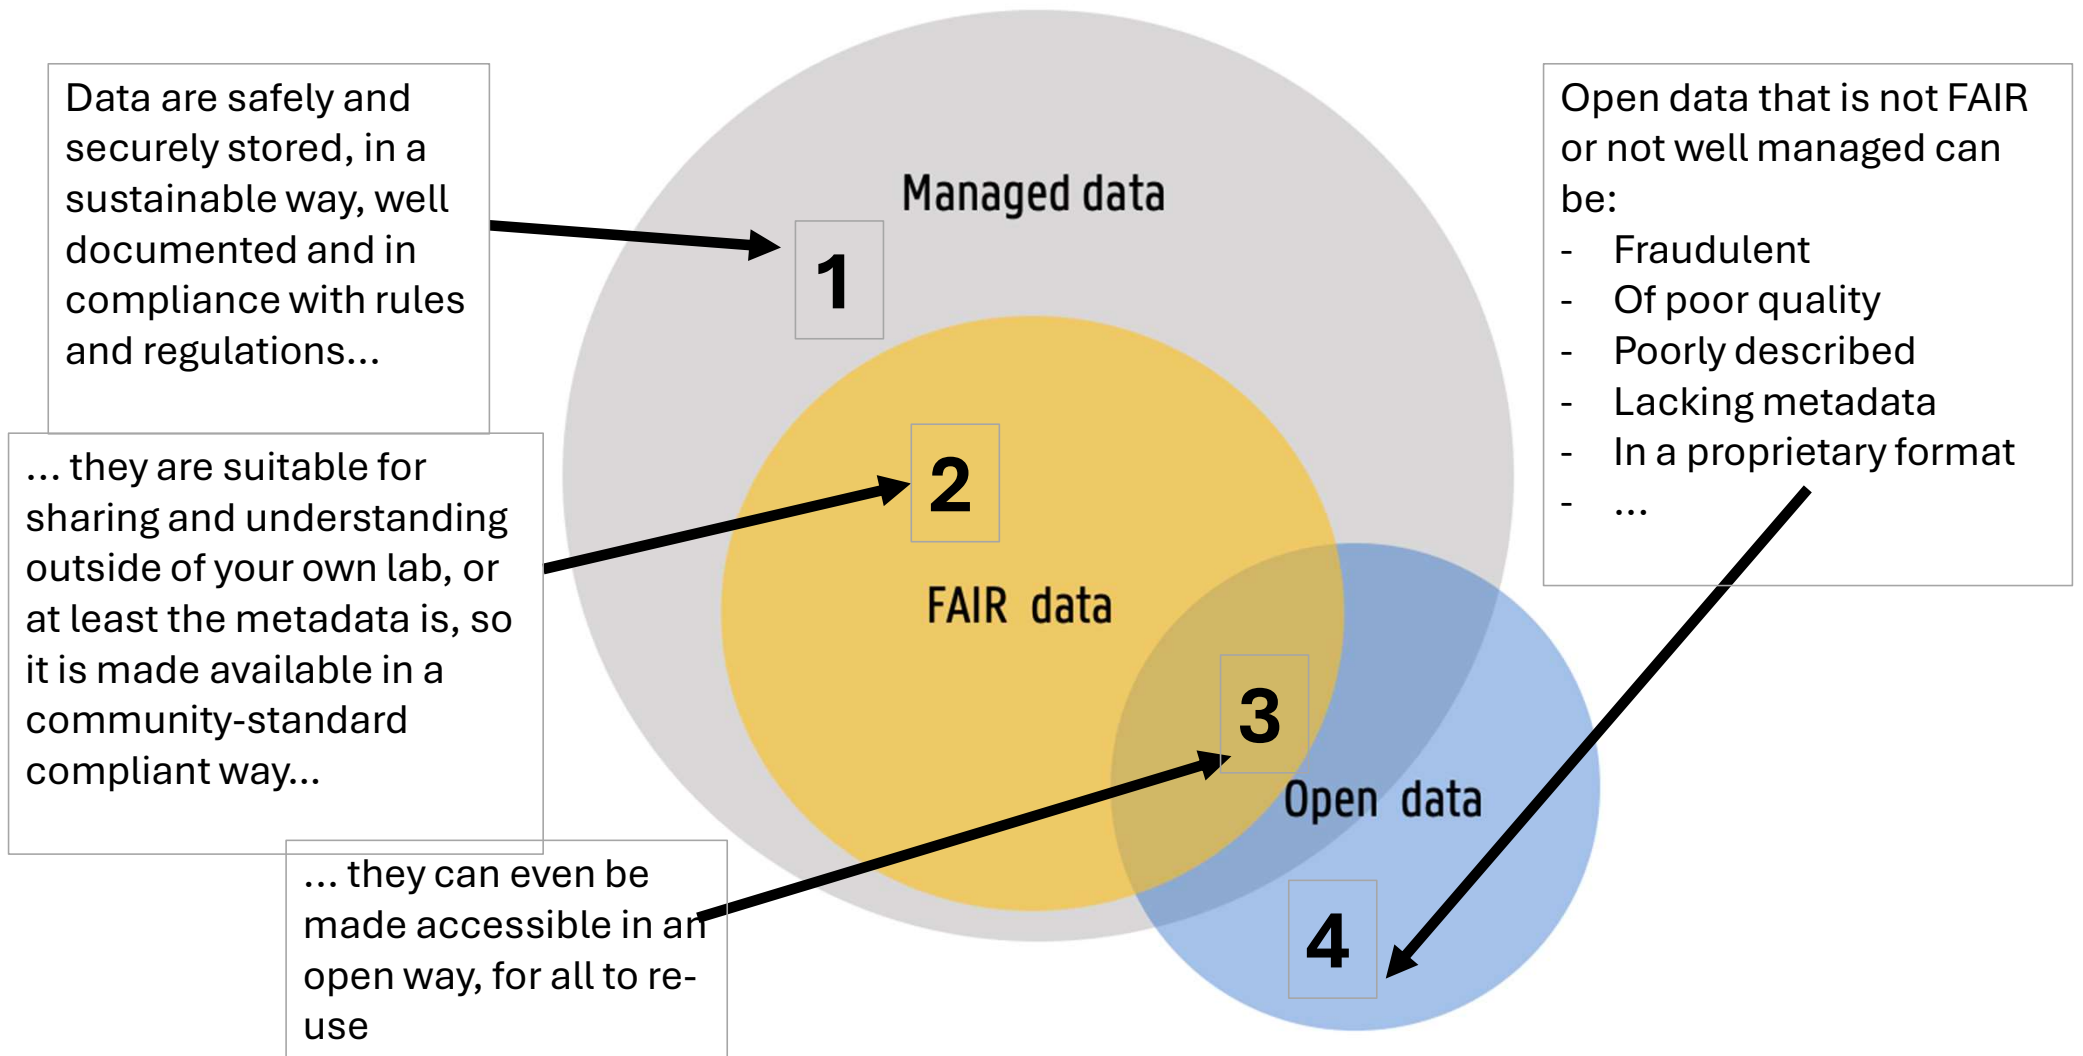 Data are safely and
securely stored, in a
sustainable way, well
documented and in
compliance with rules
and regulations...
... they are suitable for
sharing and understanding
outside of your own lab, or
at least the metadata is, so
it is made available in a
community-standard
compliant way...
... they can even be
made accessible in an
open way, for all to re-
use
Managed data
1
2
FAIR data
3
Open data
4
Open data that is not FAIR
or not well managed can
be:
- Fraudulent
- Of poor quality
- Poorly described
- Lacking metadata
- In a proprietary format
- ...